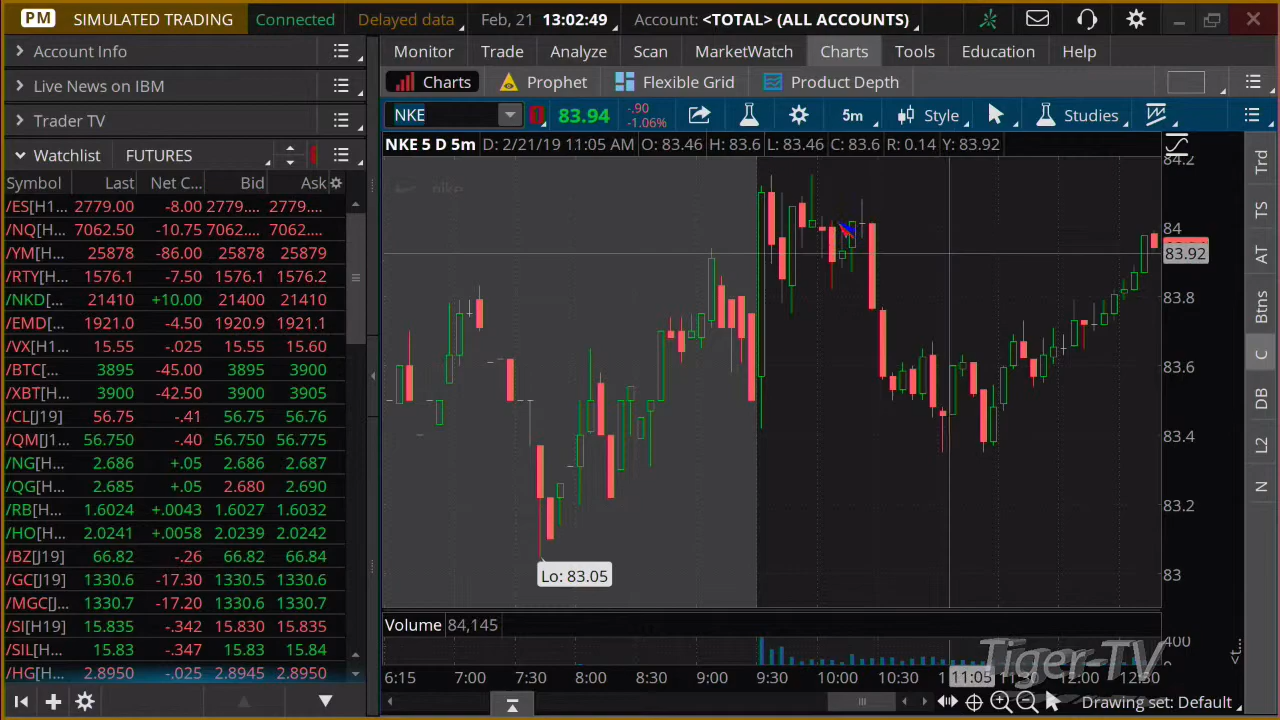 PM SIMULATED TRADING Connected Delayed data Feb, 21 13:02:49 Account: <TOTAL> (ALL ACCOUNTS)
Account Info
Live News on IBM
Trader TV
Watchlist FUTURES
Symbol Last Net C... Bid Ask
/ES[H1... 2779.00 -8.00 2779.... 2779....
/NQ[H... 7062.50 -10.75 7062.... 7062....
/YM[H... 25878 -86.00 25878 25879
/RTY[H... 1576.1 -7.50 1576.1 1576.2
/NKD[... 21410 +10.00 21400 21410
/EMD[... 1921.0 -4.50 1920.9 1921.1
/VX[H1... 15.55 -.025 15.55 15.60
/BTC[... 3895 -45.00 3895 3900
/XBT[... 3900 -42.50 3900 3905
/CL[J19] 56.75 -.41 56.75 56.76
/QM[J1... 56.750 -.40 56.750 56.775
/NG[H... 2.686 +.05 2.686 2.687
/QG[H... 2.685 +.05 2.680 2.690
/RB[H... 1.6024 +.0043 1.6027 1.6032
/HO[H... 2.0241 +.0058 2.0239 2.0242
/BZ[J19] 66.82 -.26 66.82 66.84
/GC[J19] 1330.6 -17.30 1330.5 1330.6
/MGC[... 1330.7 -17.20 1330.6 1330.7
/SI[H19] 15.835 -.342 15.830 15.835
/SIL[H... 15.83 -.347 15.83 15.84
/HG[H... 2.8950 -.025 2.8945 2.8950
Monitor Trade Analyze Scan MarketWatch Charts Tools Education Help
Charts Prophet Flexible Grid Product Depth
NKE 83.94 -.90 -1.06% 5m Style Studies
NKE 5 D 5m D: 2/21/19 11:05 AM O: 83.46 H: 83.6 L: 83.46 C: 83.6 R: 0.14 Y: 83.92
nike
84.2
84
83.92
83.8
83.6
83.4
83.2
83
Lo: 83.05
Volume 84,145
400
Tiger-TV
6:15 7:00 7:30 8:00 8:30 9:00 9:30 10:00 10:30 11:05 12:00 12:30
Drawing set: Default
Trd
TS
AT
Btns
C
DB
L2
N